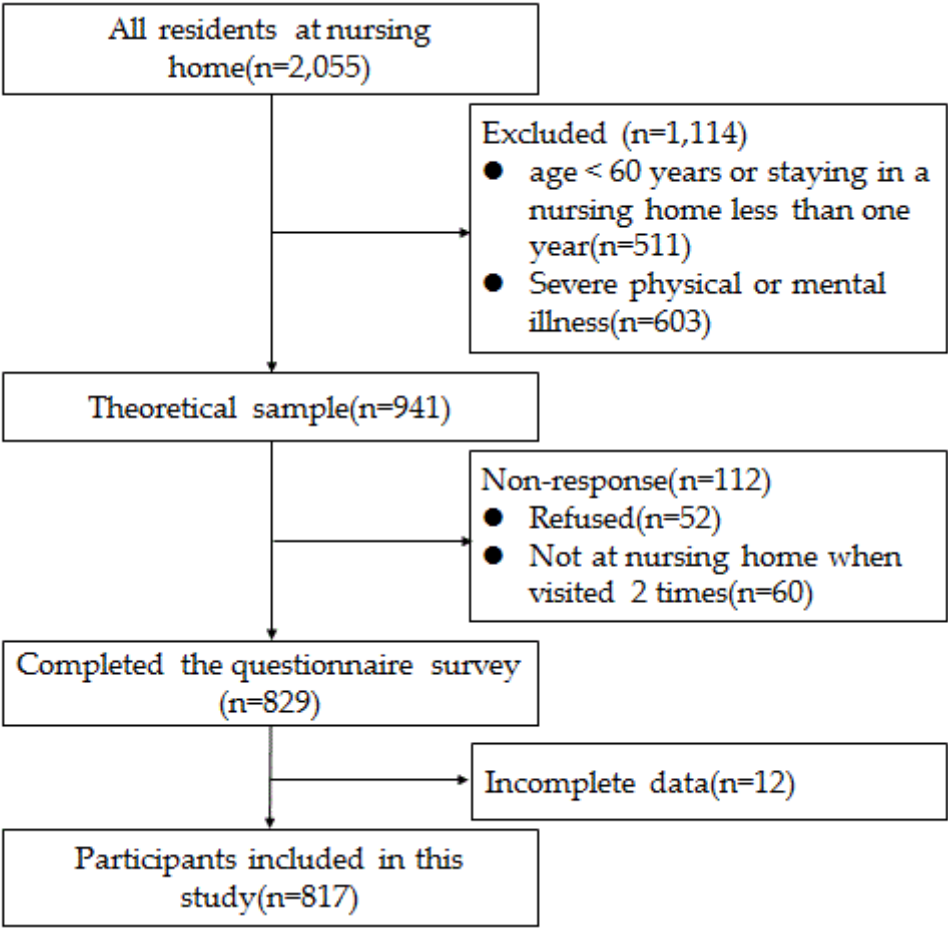 All residents at nursing
home(n=2,055)
Excluded (n=1,114)
● age < 60 years or staying in a
nursing home less than one
year(n=511)
● Severe physical or mental
illness(n=603)
Theoretical sample(n=941)
Non-response(n=112)
● Refused(n=52)
● Not at nursing home when
visited 2 times(n=60)
Completed the questionnaire survey
(n=829)
Incomplete data(n=12)
Participants included in this
study(n=817)